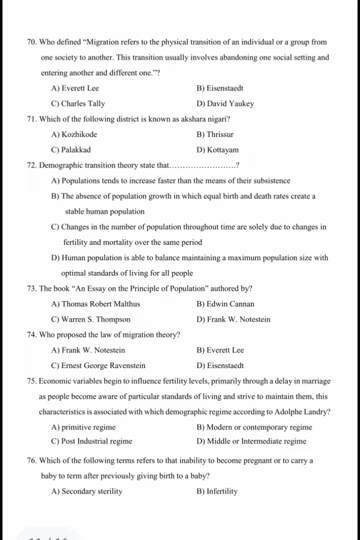 70. Who defined “Migration refers to the physical transition of an individual or a group from
one society to another. This transition usually involves abandoning one social setting and
entering another and different one.”?
A) Everett Lee B) Eisenstaedt
C) Charles Tally D) David Yaukey
71. Which of the following district is known as akshara nigari?
A) Kozhikode B) Thrissur
C) Palakkad D) Kottayam
72. Demographic transition theory state that……………………?
A) Populations tends to increase faster than the means of their subsistence
B) The absence of population growth in which equal birth and death rates create a
stable human population
C) Changes in the number of population throughout time are solely due to changes in
fertility and mortality over the same period
D) Human population is able to balance maintaining a maximum population size with
optimal standards of living for all people
73. The book “An Essay on the Principle of Population” authored by?
A) Thomas Robert Malthus B) Edwin Cannan
C) Warren S. Thompson D) Frank W. Notestein
74. Who proposed the law of migration theory?
A) Frank W. Notestein B) Everett Lee
C) Ernest George Ravenstein D) Eisenstaedt
75. Economic variables begin to influence fertility levels, primarily through a delay in marriage
as people become aware of particular standards of living and strive to maintain them, this
characteristics is associated with which demographic regime according to Adolphe Landry?
A) primitive regime B) Modern or contemporary regime
C) Post Industrial regime D) Middle or Intermediate regime
76. Which of the following terms refers to that inability to become pregnant or to carry a
baby to term after previously giving birth to a baby?
A) Secondary sterility B) Infertility